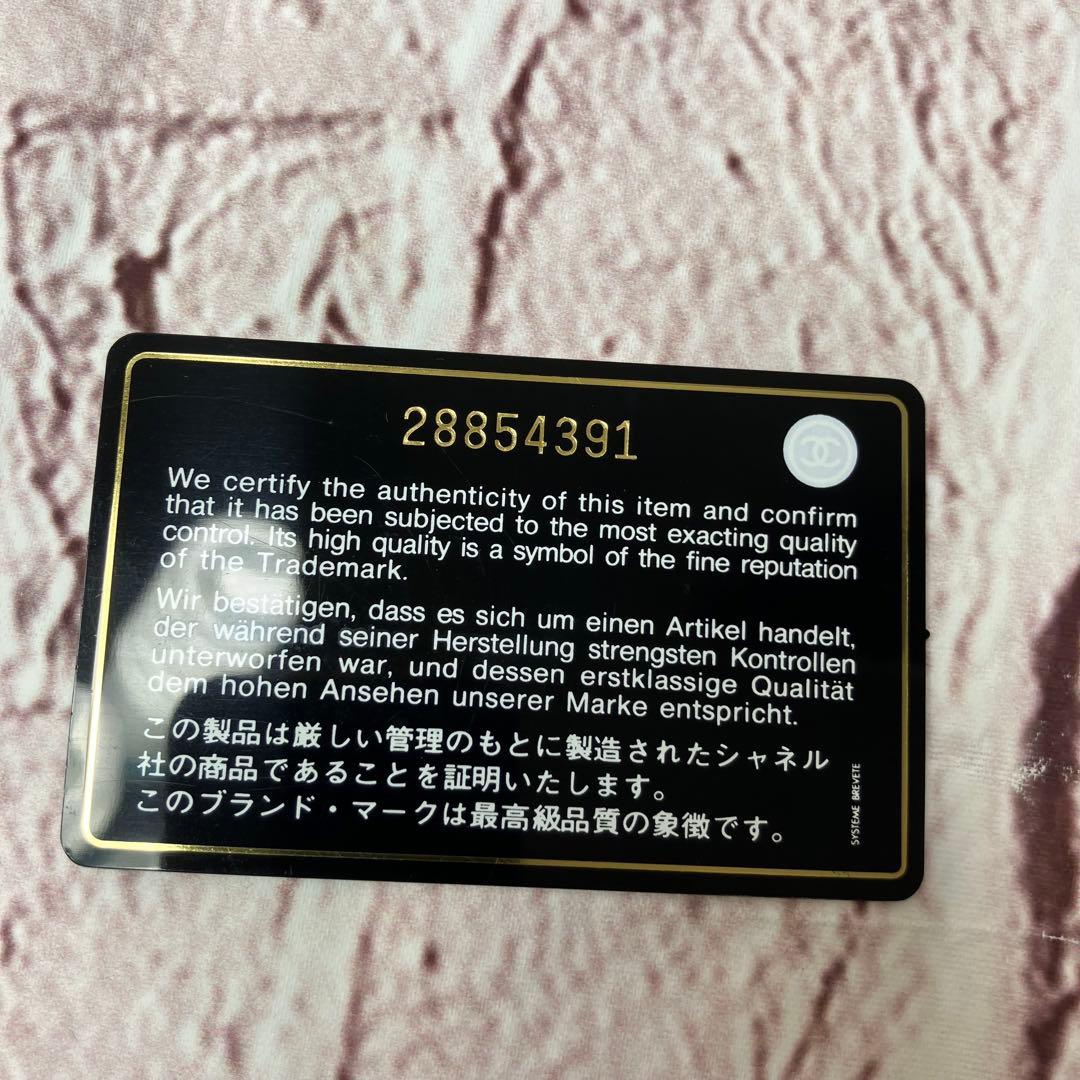 28854391
We certify the authenticity of this item and confirm
that it has been subjected to the most exacting quality
control. Its high quality is a symbol of the fine reputation
of the Trademark.
Wir bestätigen, dass es sich um einen Artikel handelt,
der während seiner Herstellung strengsten Kontrollen
unterworfen war, und dessen erstklassige Qualität
dem hohen Ansehen unserer Marke entspricht.
この製品は厳しい管理のもとに製造されたシャネル
社の商品であることを証明いたします。
このブランド・マークは最高級品質の象徴です。
SYSTEME BREVETE